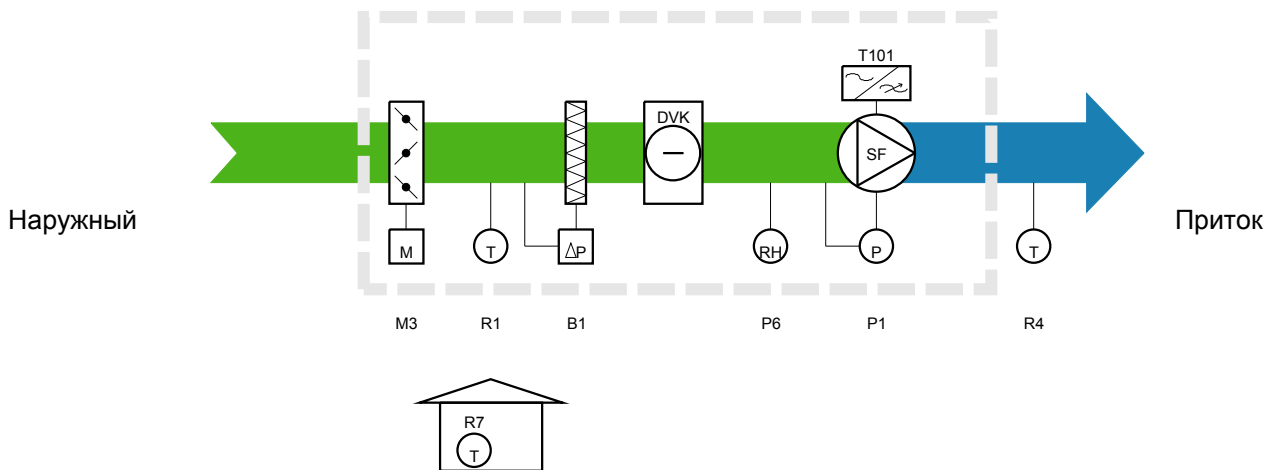 T101
DVK
SF
Наружный
Приток
M
T
ΔP
RH
P
T
M3
R1
B1
P6
P1
R4
R7
T